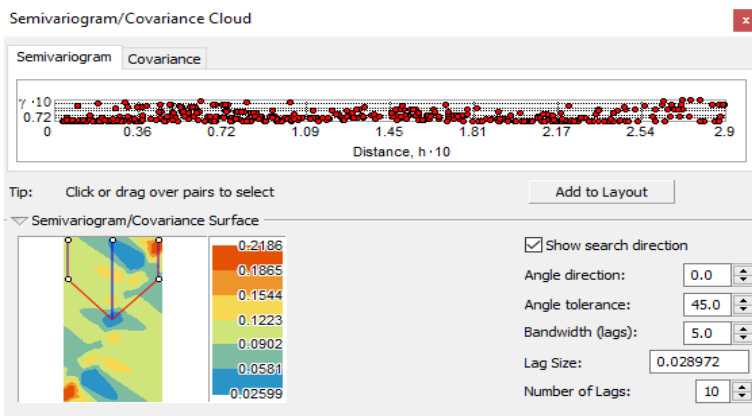 Semivariogram/Covariance Cloud
x
Semivariogram Covariance
γ · 10
0.72
0 0.36 0.72 1.09 1.45 1.81 2.17 2.54 2.9
Distance, h · 10
Tip: Click or drag over pairs to select Add to Layout
Semivariogram/Covariance Surface
0.2186
0.1865
0.1544
0.1223
0.0902
0.0581
0.02599
Show search direction
Angle direction: 0.0
Angle tolerance: 45.0
Bandwidth (lags): 5.0
Lag Size: 0.028972
Number of Lags: 10